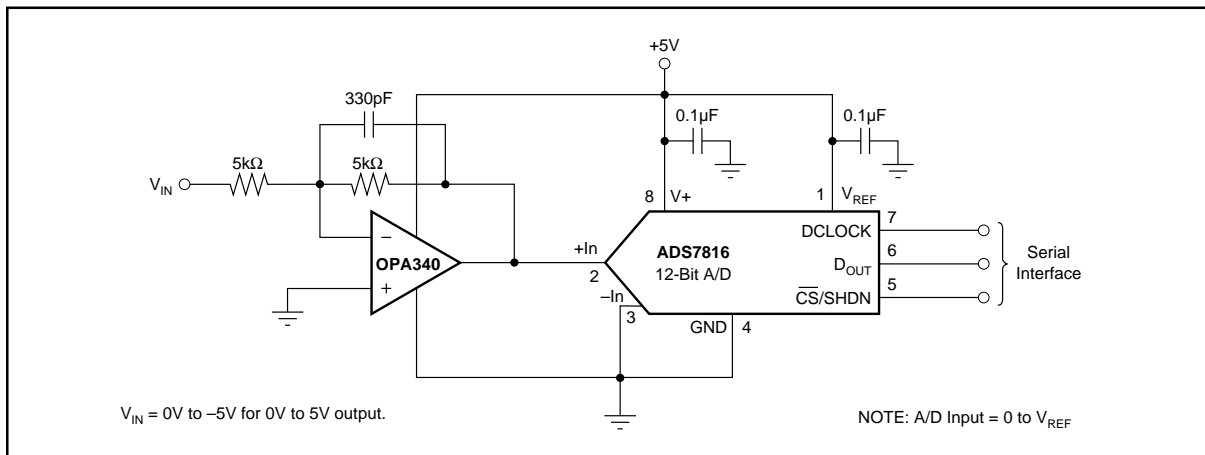 +5V
330pF
0.1µF
0.1µF
5kΩ
5kΩ
V_IN
8
V+
1
V_REF
7
DCLOCK
−
OPA340
+
+In
2
ADS7816
12-Bit A/D
6
D_OUT
Serial
Interface
–In
3
5
C̅S̅/SHDN
GND
4
V_IN = 0V to –5V for 0V to 5V output.
NOTE: A/D Input = 0 to V_REF